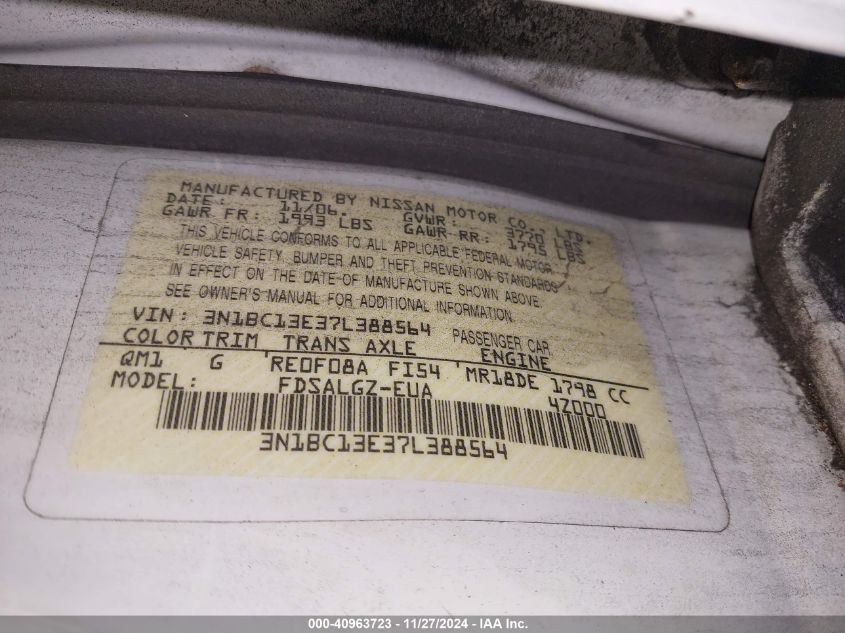 MANUFACTURED BY NISSAN MOTOR CO., LTD.
DATE: 11/06. GVWR: 3770 LBS
GAWR FR: 1993 LBS GAWR RR: 1795 LBS
THIS VEHICLE CONFORMS TO ALL APPLICABLE FEDERAL MOTOR
VEHICLE SAFETY, BUMPER AND THEFT PREVENTION STANDARDS
IN EFFECT ON THE DATE OF MANUFACTURE SHOWN ABOVE.
SEE OWNER'S MANUAL FOR ADDITIONAL INFORMATION.
VIN: 3N1BC13E37L388564 PASSENGER CAR
COLOR TRIM TRANS AXLE ENGINE
QM1 G RE0F08A FI54 MR18DE 1798 CC
MODEL: FDSALGZ-EUA 4Z000
3N1BC13E37L388564
000-40963723 - 11/27/2024 - IAA Inc.